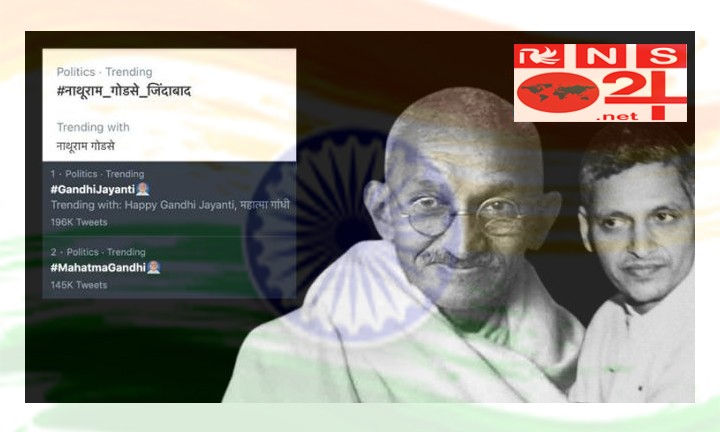 Politics · Trending
#नाथूराम_गोडसे_जिंदाबाद
Trending with
नाथूराम गोडसे
1 · Politics · Trending
#GandhiJayanti
Trending with: Happy Gandhi Jayanti, महात्मा गांधी
196K Tweets
2 · Politics · Trending
#MahatmaGandhi
145K Tweets
RNS
24
.net